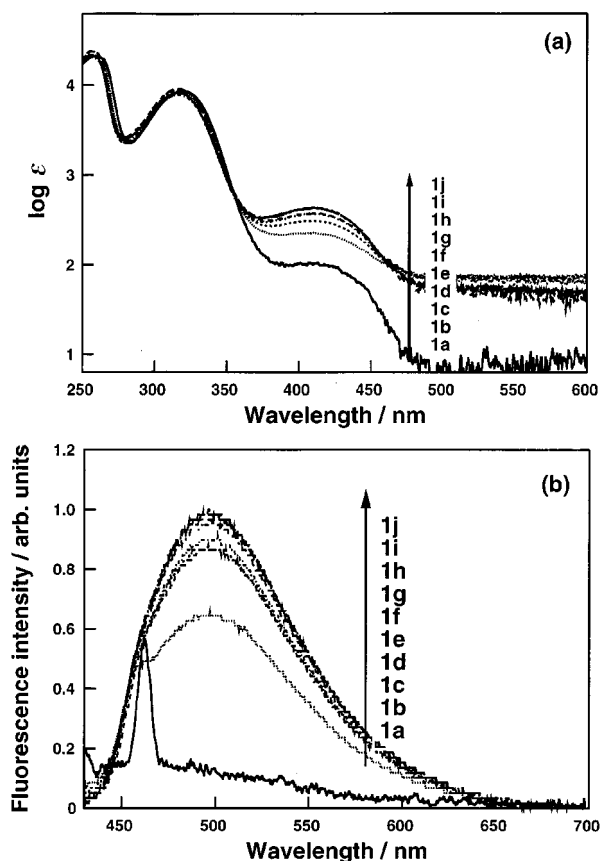 (a)
4
3
2
1
log ε
1j
1i
1h
1g
1f
1e
1d
1c
1b
1a
250 300 350 400 450 500 550 600
Wavelength / nm
(b)
1.2
1.0
0.8
0.6
0.4
0.2
0
Fluorescence intensity / arb. units
1j
1i
1h
1g
1f
1e
1d
1c
1b
1a
450 500 550 600 650 700
Wavelength / nm